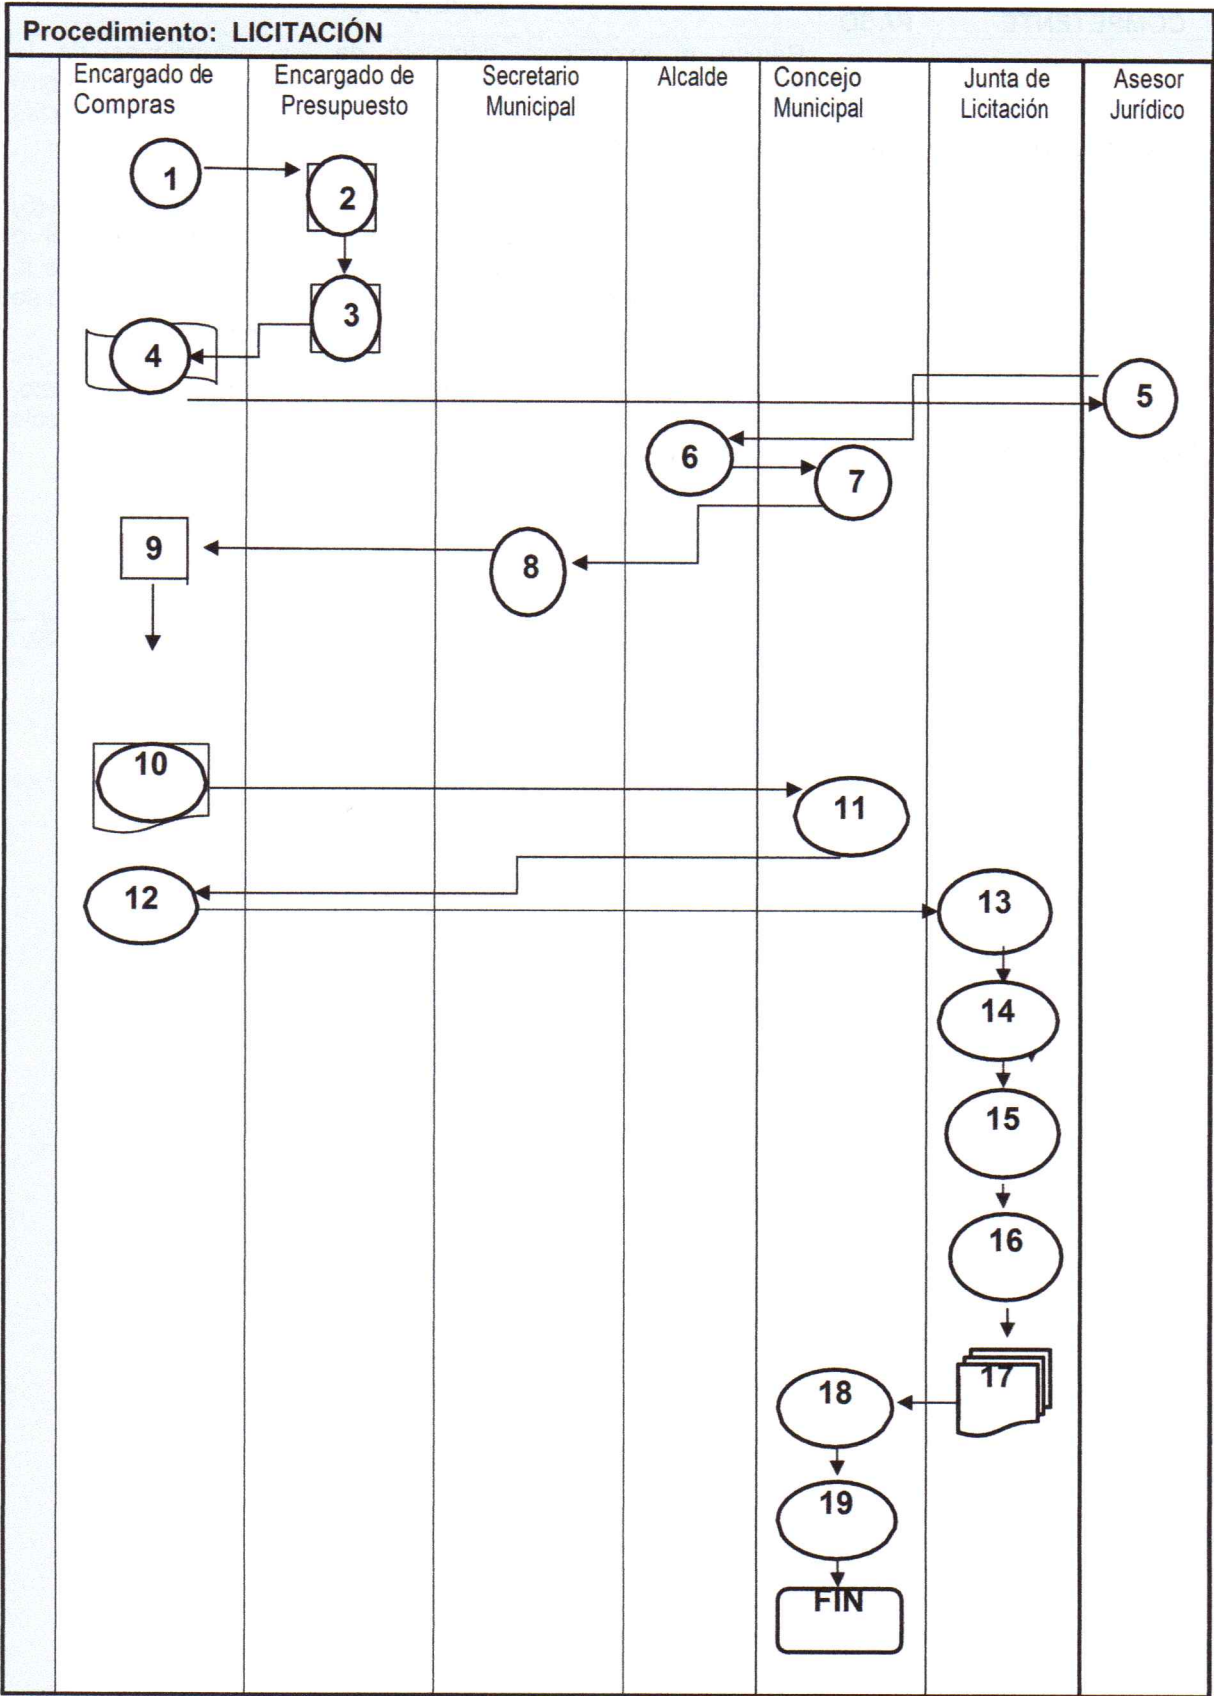 Procedimiento: LICITACIÓN
Encargado de
Compras
Encargado de
Presupuesto
Secretario
Municipal
Alcalde
Concejo
Municipal
Junta de
Licitación
Asesor
Jurídico
1
2
3
4
5
6
7
8
9
10
11
12
13
14
15
16
17
18
19
FIN